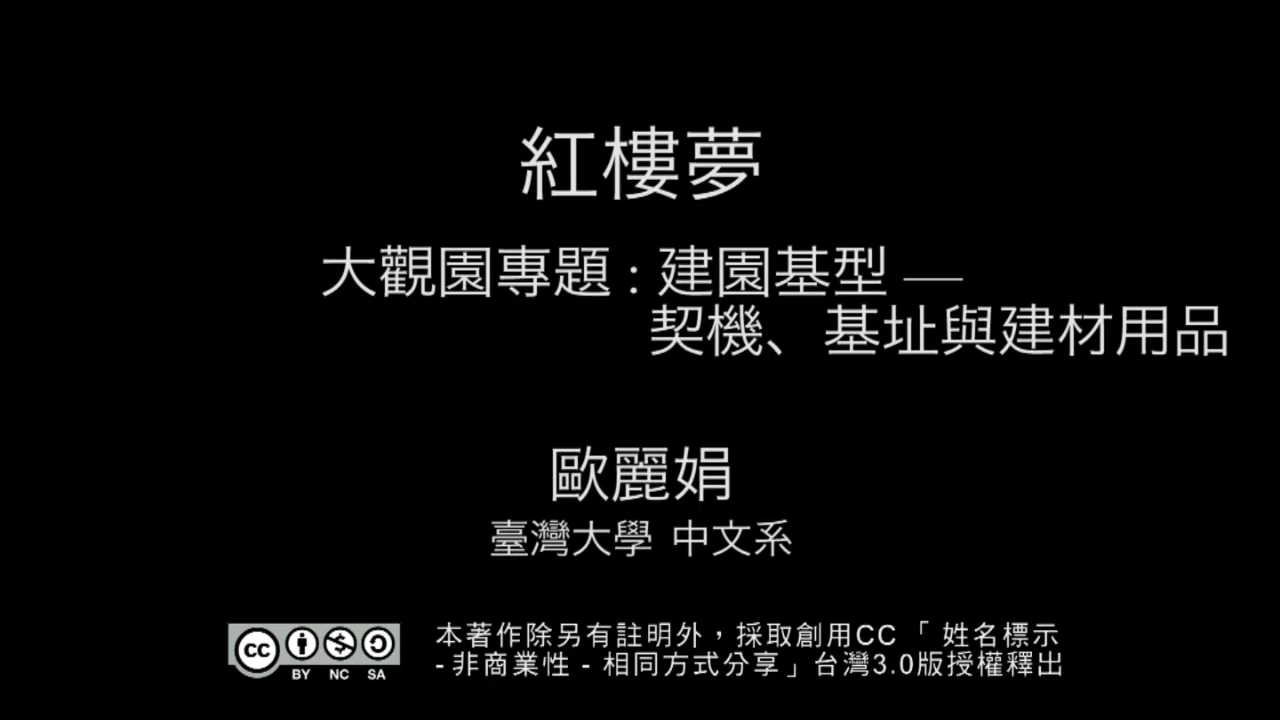 紅樓夢
大觀園專題 : 建園基型 —
契機、基址與建材用品
歐麗娟
臺灣大學 中文系
本著作除另有註明外,採取創用CC「 姓名標示
- 非商業性 - 相同方式分享」台灣3.0版授權釋出
cc
BY NC SA